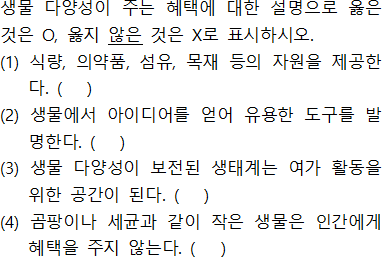 생물 다양성이 주는 혜택에 대한 설명으로 옳은
것은 O, 옳지 않은 것은 X로 표시하시오.
(1) 식량, 의약품, 섬유, 목재 등의 자원을 제공한
다. (    )
(2) 생물에서 아이디어를 얻어 유용한 도구를 발
명한다. (    )
(3) 생물 다양성이 보전된 생태계는 여가 활동을
위한 공간이 된다. (    )
(4) 곰팡이나 세균과 같이 작은 생물은 인간에게
혜택을 주지 않는다. (    )